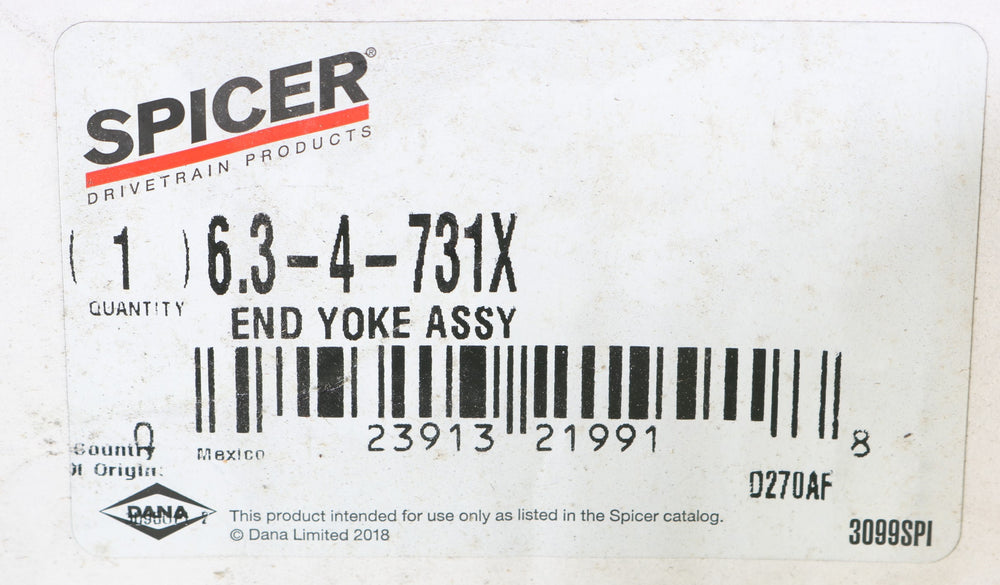 SPICER®
DRIVETRAIN PRODUCTS
( 1 ) 6.3-4-731X
QUANTITY
END YOKE ASSY
0 23913 21991 8
Country
Of Origin:
Mexico
D270AF
DANA
This product intended for use only as listed in the Spicer catalog.
© Dana Limited 2018
3099SPI